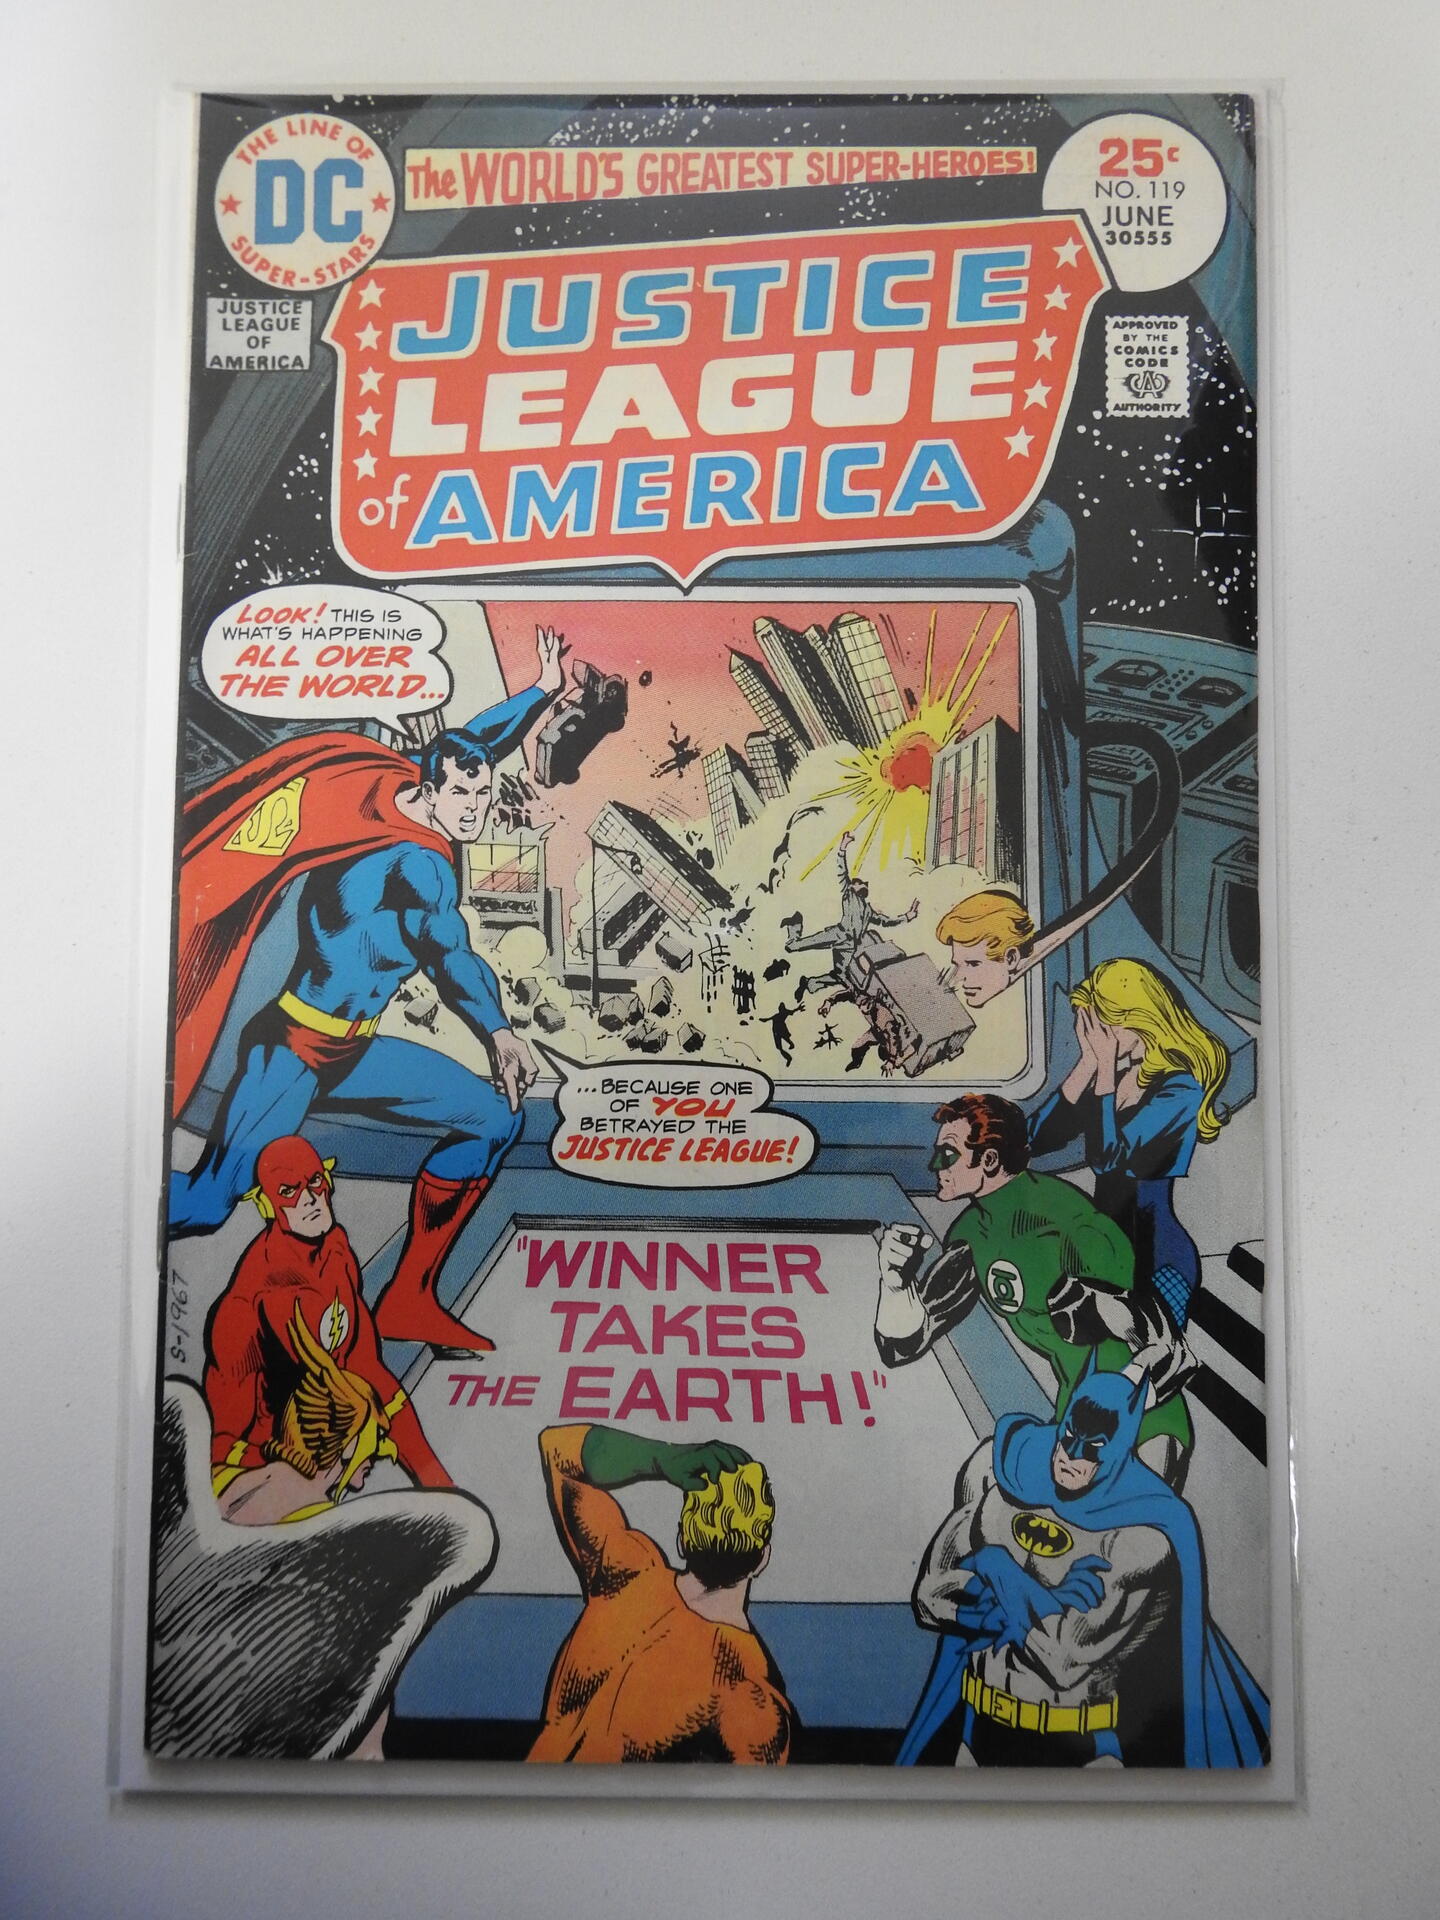 THE LINE OF
DC
SUPER-STARS
The WORLD'S GREATEST SUPER-HEROES!
25c
NO. 119
JUNE
30555
JUSTICE
LEAGUE
OF
AMERICA
JUSTICE
LEAGUE
of AMERICA
APPROVED
BY THE
COMICS
CODE
CA
AUTHORITY
LOOK! THIS IS
WHAT'S HAPPENING
ALL OVER
THE WORLD...
S
...BECAUSE ONE
OF YOU
BETRAYED THE
JUSTICE LEAGUE!
"WINNER
TAKES
THE EARTH!"
S-1967